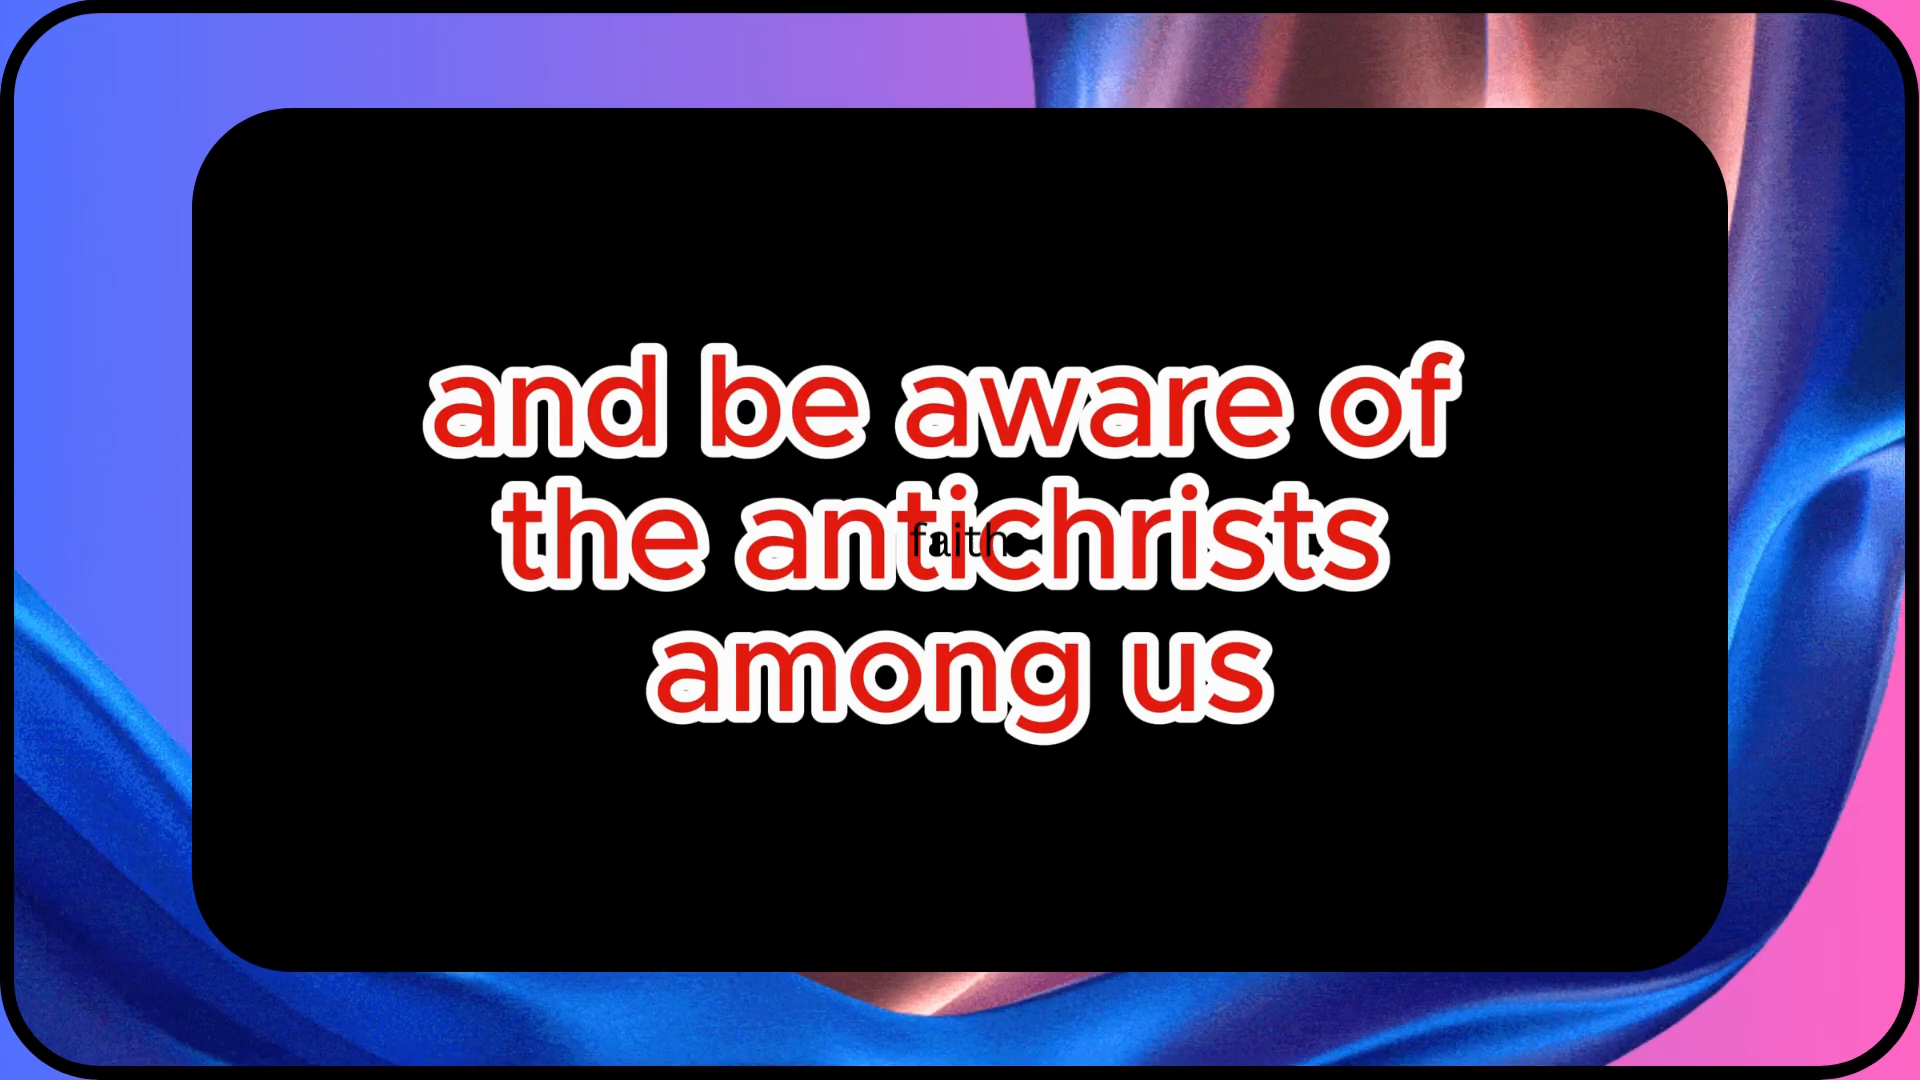 and be aware of
the antichrists
faith
among us